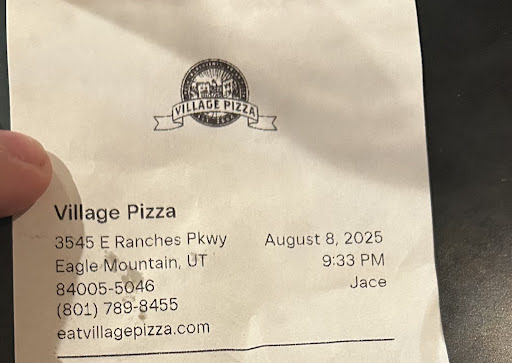 VILLAGE PIZZA
Village Pizza
3545 E Ranches Pkwy August 8, 2025
Eagle Mountain, UT 9:33 PM
84005-5046 Jace
(801) 789-8455
eatvillagepizza.com